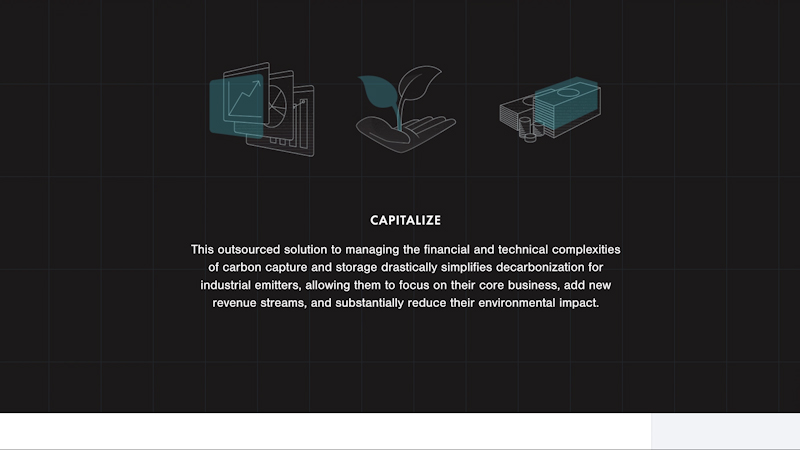 CAPITALIZE
This outsourced solution to managing the financial and technical complexities
of carbon capture and storage drastically simplifies decarbonization for
industrial emitters, allowing them to focus on their core business, add new
revenue streams, and substantially reduce their environmental impact.